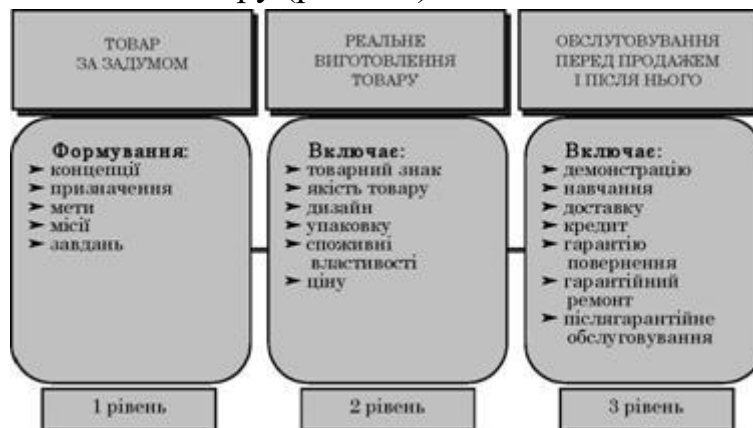 ТОВАР
ЗА ЗАДУМОМ
РЕАЛЬНЕ
ВИГОТОВЛЕННЯ
ТОВАРУ
ОБСЛУГОВУВАННЯ
ПЕРЕД ПРОДАЖЕМ
І ПІСЛЯ НЬОГО
Формування:
➤ концепції
➤ призначення
➤ мети
➤ місії
➤ завдань
Включає:
➤ товарний знак
➤ якість товару
➤ дизайн
➤ упаковку
➤ споживні
властивості
➤ ціну
Включає:
➤ демонстрацію
➤ навчання
➤ доставку
➤ кредит
➤ гарантію
повернення
➤ гарантійний
ремонт
➤ післягарантійне
обслуговування
1 рівень
2 рівень
3 рівень